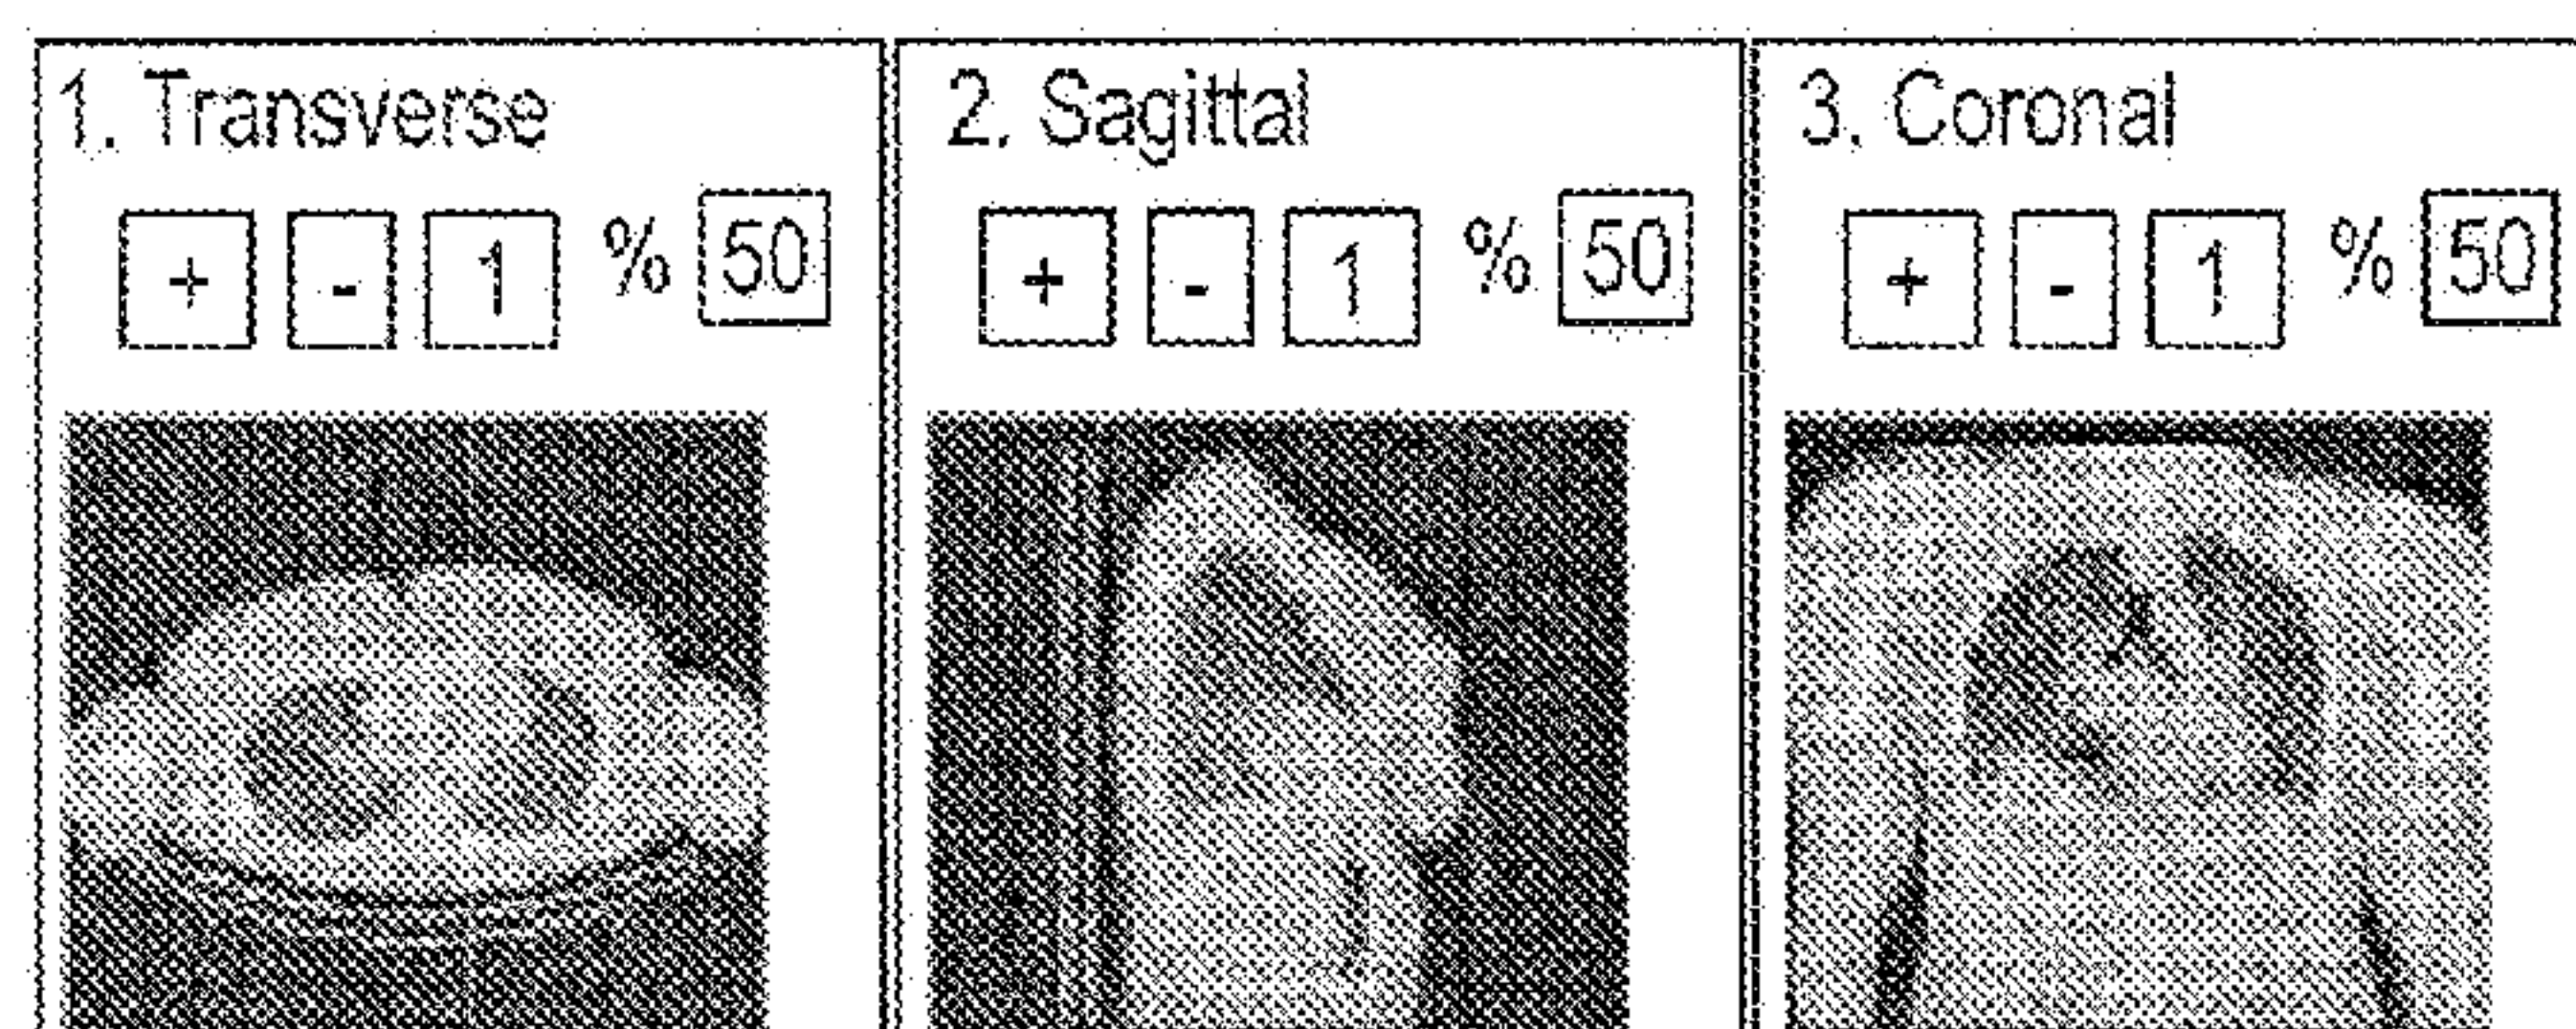 1. Transverse
+ - 1 % 50
2. Sagittal
+ - 1 % 50
3. Coronal
+ - 1 % 50